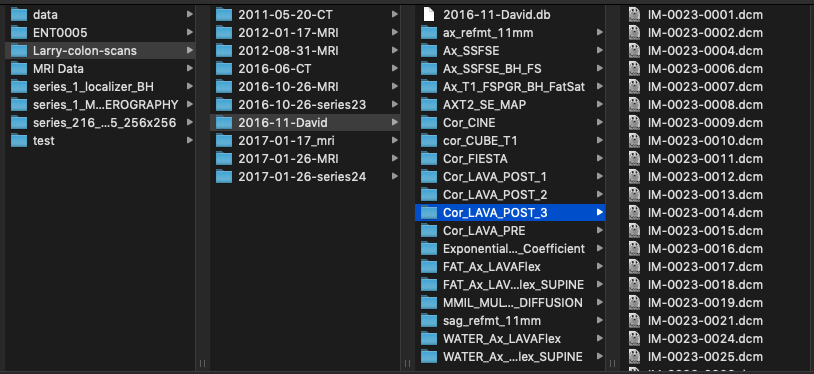 data
ENT0005
Larry-colon-scans
MRI Data
series_1_localizer_BH
series_1_M...EROGRAPHY
series_216_...5_256x256
test
2011-05-20-CT
2012-01-17-MRI
2012-08-31-MRI
2016-06-CT
2016-10-26-MRI
2016-10-26-series23
2016-11-David
2017-01-17_mri
2017-01-26-MRI
2017-01-26-series24
2016-11-David.db
ax_refmt_11mm
Ax_SSFSE
Ax_SSFSE_BH_FS
Ax_T1_FSPGR_BH_FatSat
AXT2_SE_MAP
Cor_CINE
cor_CUBE_T1
Cor_FIESTA
Cor_LAVA_POST_1
Cor_LAVA_POST_2
Cor_LAVA_POST_3
Cor_LAVA_PRE
Exponential..._Coefficient
FAT_Ax_LAVAFlex
FAT_Ax_LAV...lex_SUPINE
MMIL_MUL..._DIFFUSION
sag_refmt_11mm
WATER_Ax_LAVAFlex
WATER_Ax_...lex_SUPINE
IM-0023-0001.dcm
IM-0023-0002.dcm
IM-0023-0004.dcm
IM-0023-0006.dcm
IM-0023-0007.dcm
IM-0023-0008.dcm
IM-0023-0009.dcm
IM-0023-0010.dcm
IM-0023-0011.dcm
IM-0023-0012.dcm
IM-0023-0013.dcm
IM-0023-0014.dcm
IM-0023-0015.dcm
IM-0023-0016.dcm
IM-0023-0017.dcm
IM-0023-0018.dcm
IM-0023-0019.dcm
IM-0023-0021.dcm
IM-0023-0024.dcm
IM-0023-0025.dcm